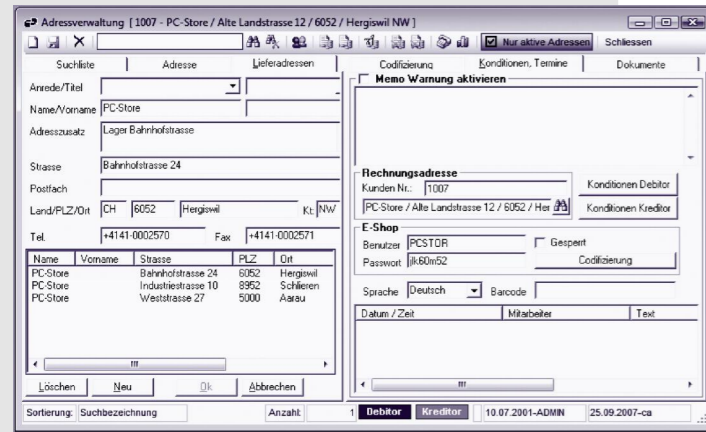 Adressverwaltung [ 1007 - PC-Store / Alte Landstrasse 12 / 6052 / Hergiswil NW ]
Nur aktive Adressen Schliessen
Suchliste Adresse Lieferadressen Codifizierung Konditionen, Termine Dokumente
Anrede/Titel
Name/Vorname PC-Store
Adresszusatz Lager Bahnhofstrasse
Strasse Bahnhofstrasse 24
Postfach
Land/PLZ/Ort CH 6052 Hergiswil Kt: NW
Tel. +4141-0002570 Fax +4141-0002571
Name Vorname Strasse PLZ Ort
PC-Store Bahnhofstrasse 24 6052 Hergiswil
PC-Store Industriestrasse 10 8952 Schlieren
PC-Store Weststrasse 27 5000 Aarau
Löschen Neu Ok Abbrechen
Memo Warnung aktivieren
Rechnungsadresse
Kunden Nr.: 1007 Konditionen Debitor
PC-Store / Alte Landstrasse 12 / 6052 / Her Konditionen Kreditor
E-Shop
Benutzer PCSTOR Gesperrt
Passwort jlk60m52 Codifizierung
Sprache Deutsch Barcode
Datum / Zeit Mitarbeiter Text
Sortierung: Suchbezeichnung Anzahl: 1 Debitor Kreditor 10.07.2001-ADMIN 25.09.2007-ca